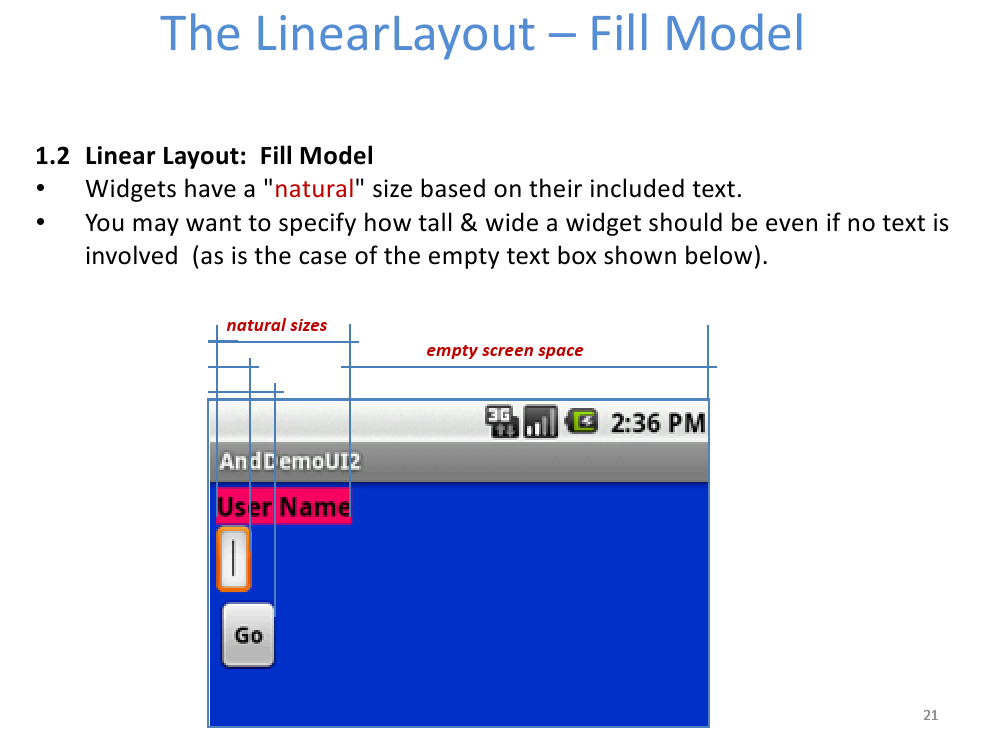 The LinearLayout – Fill Model
1.2 Linear Layout: Fill Model
• Widgets have a "natural" size based on their included text.
• You may want to specify how tall & wide a widget should be even if no text is
involved (as is the case of the empty text box shown below).
natural sizes
empty screen space
3G 2:36 PM
AndDemoUI2
User Name
Go
21